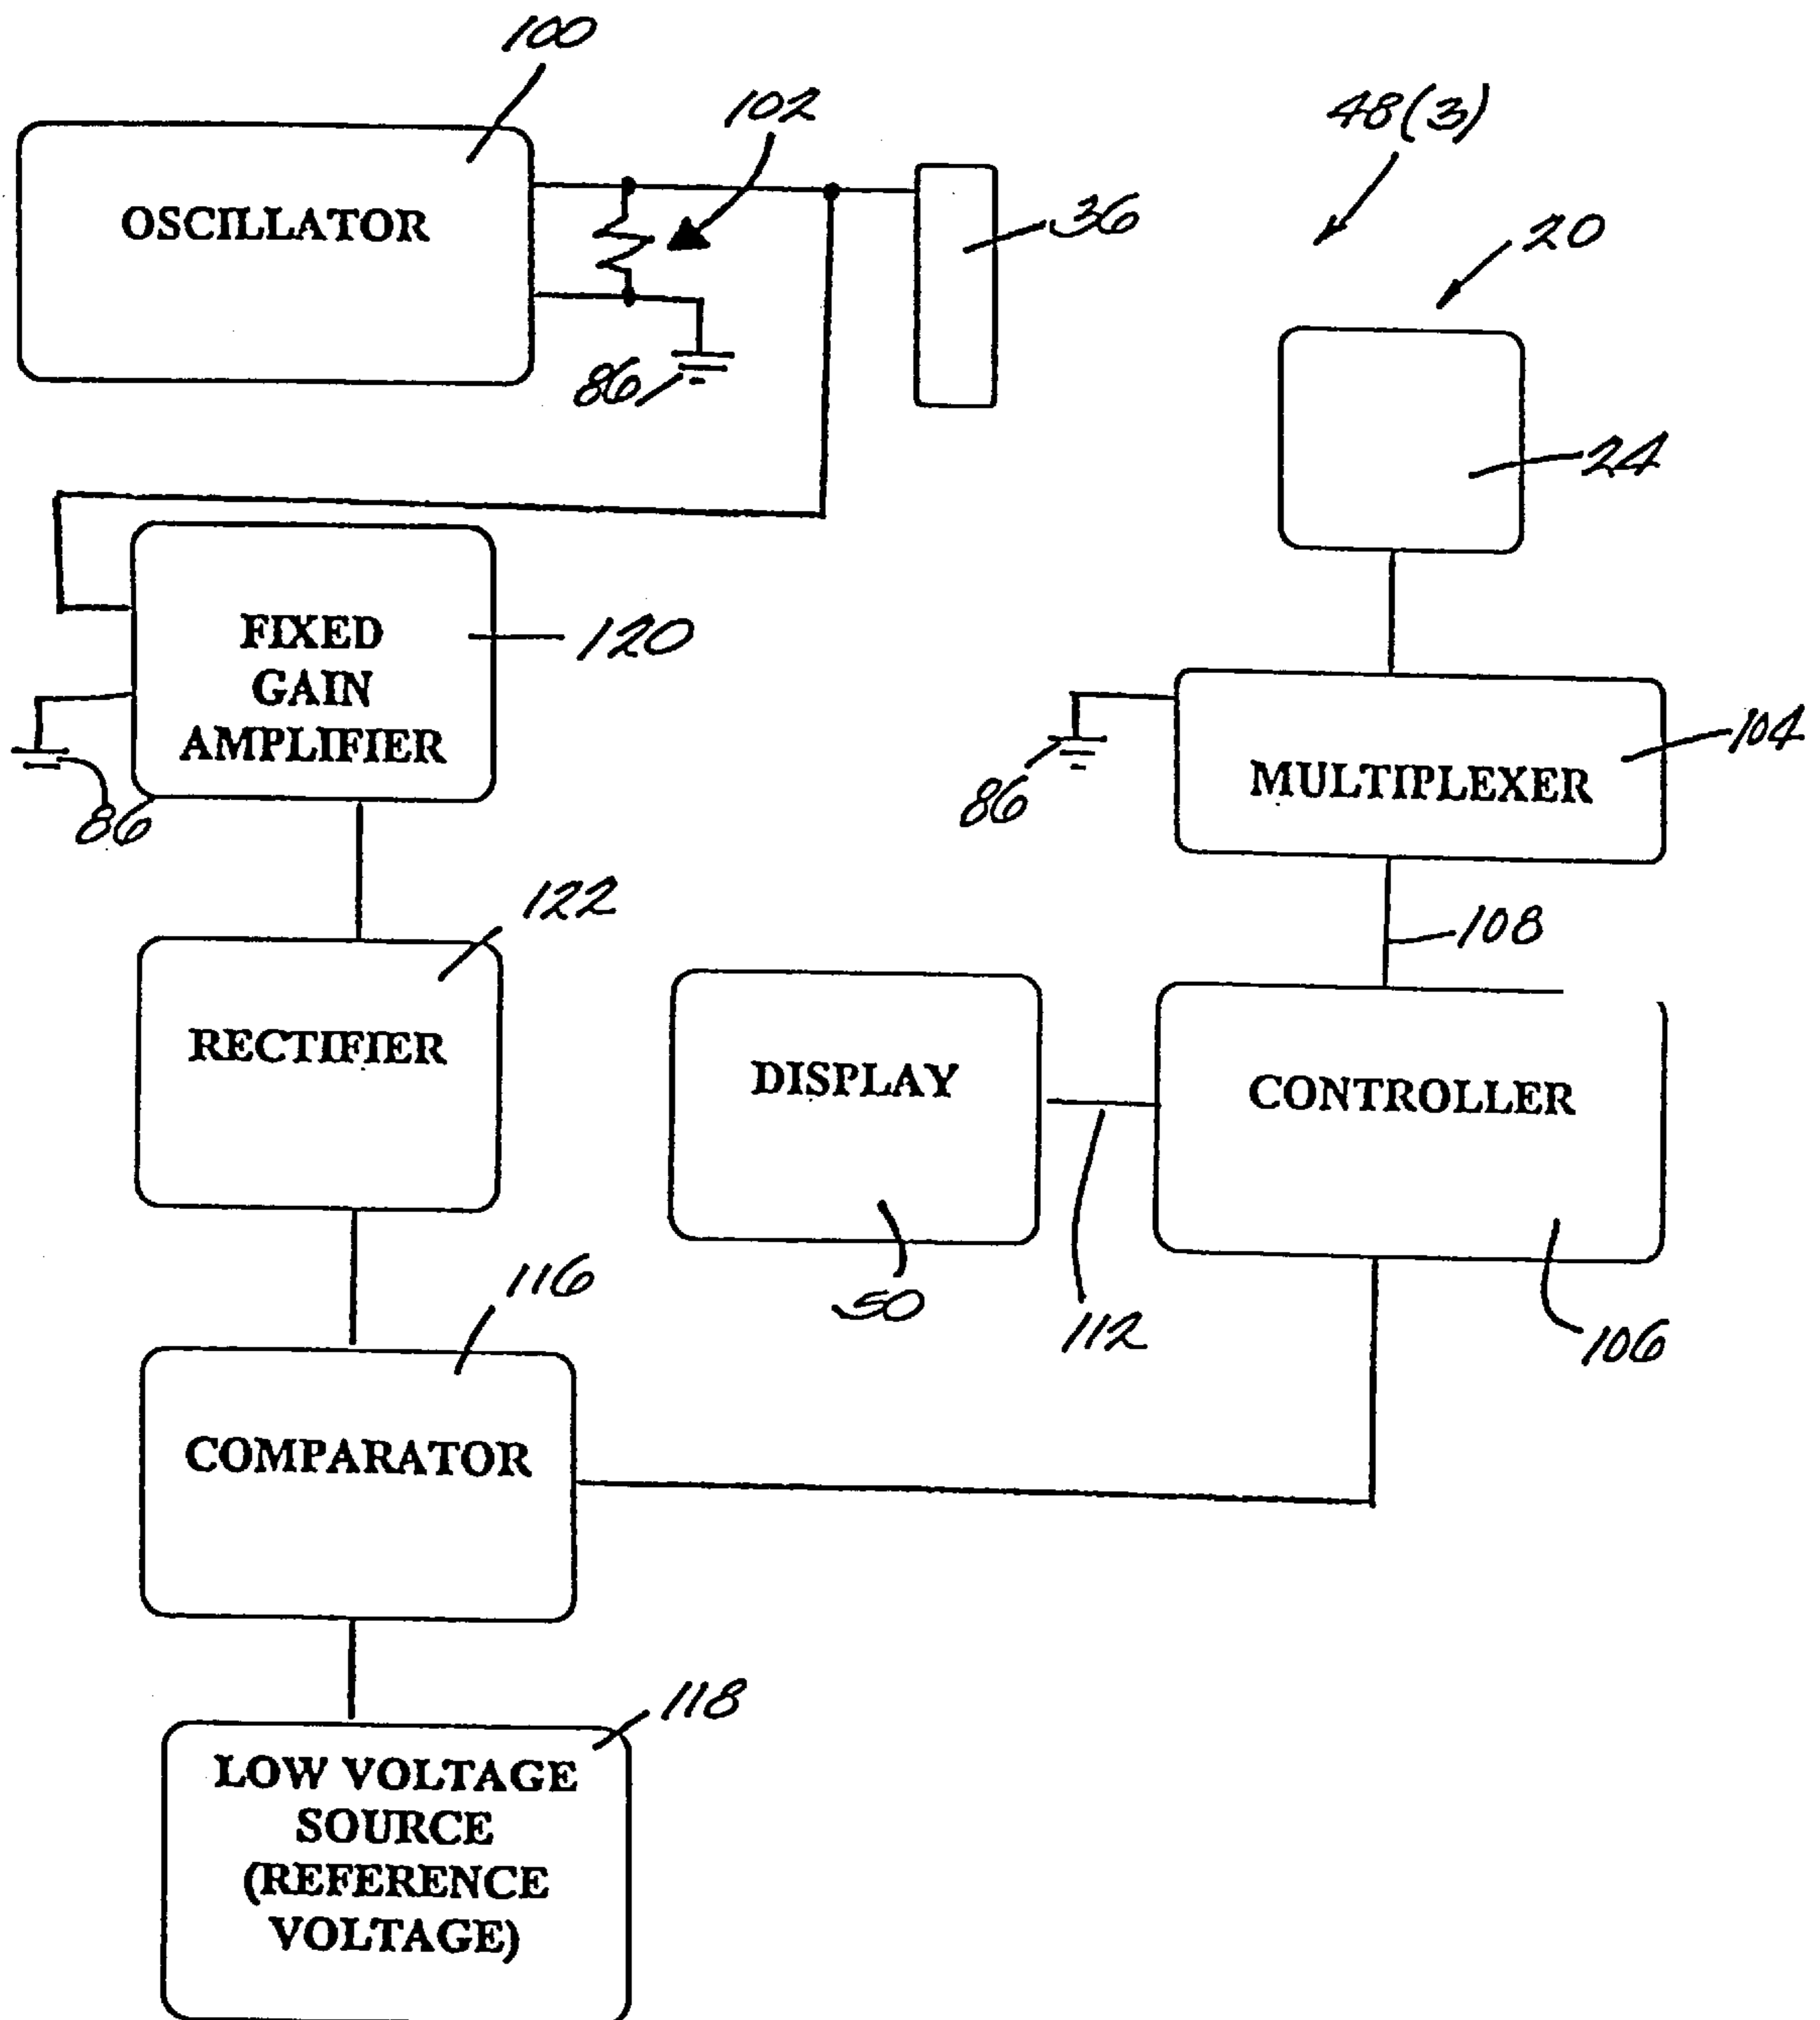 100
102
48(3)
OSCILLATOR
36
20
86
24
FIXED
GAIN
AMPLIFIER
120
104
MULTIPLEXER
86
86
122
108
RECTIFIER
DISPLAY
CONTROLLER
116
50
112
106
COMPARATOR
118
LOW VOLTAGE
SOURCE
(REFERENCE
VOLTAGE)